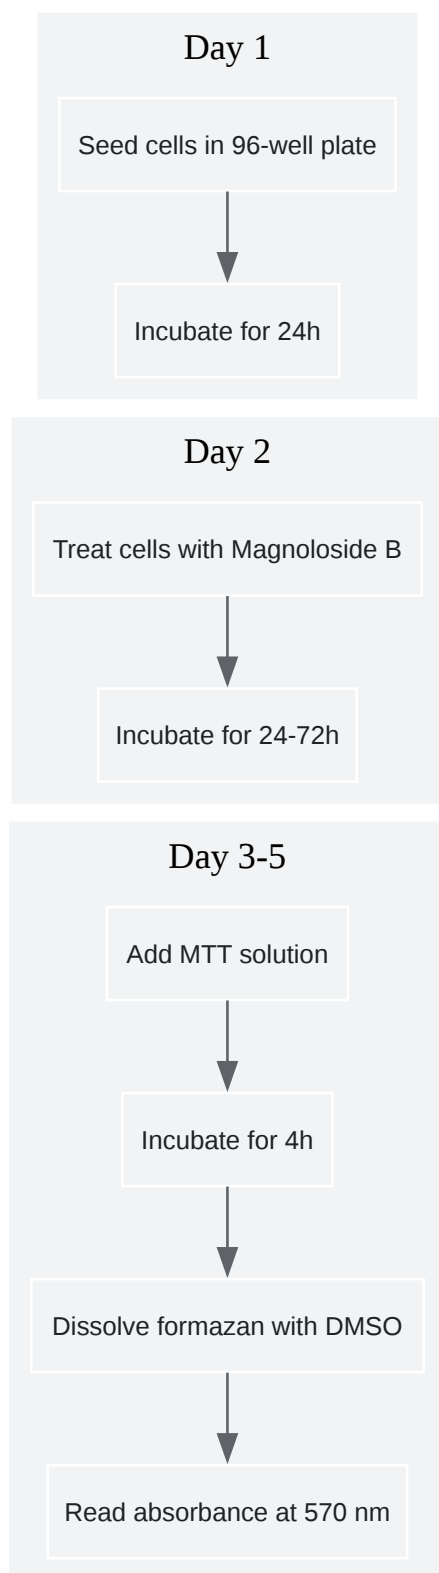 Day 1
Seed cells in 96-well plate
Incubate for 24h
Day 2
Treat cells with Magnoloside B
Incubate for 24-72h
Day 3-5
Add MTT solution
Incubate for 4h
Dissolve formazan with DMSO
Read absorbance at 570 nm